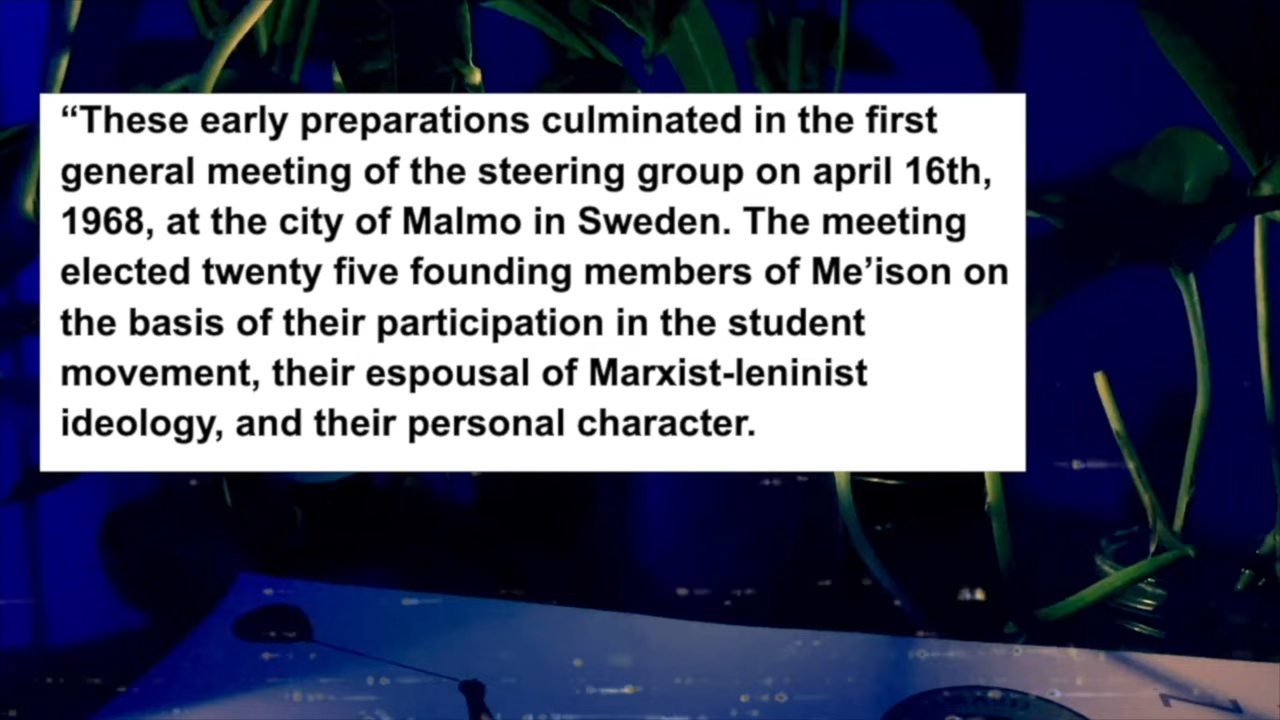 “These early preparations culminated in the first
general meeting of the steering group on april 16th,
1968, at the city of Malmo in Sweden. The meeting
elected twenty five founding members of Me’ison on
the basis of their participation in the student
movement, their espousal of Marxist-leninist
ideology, and their personal character.